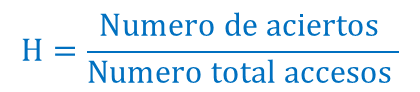 H = Numero de aciertos
Numero total accesos